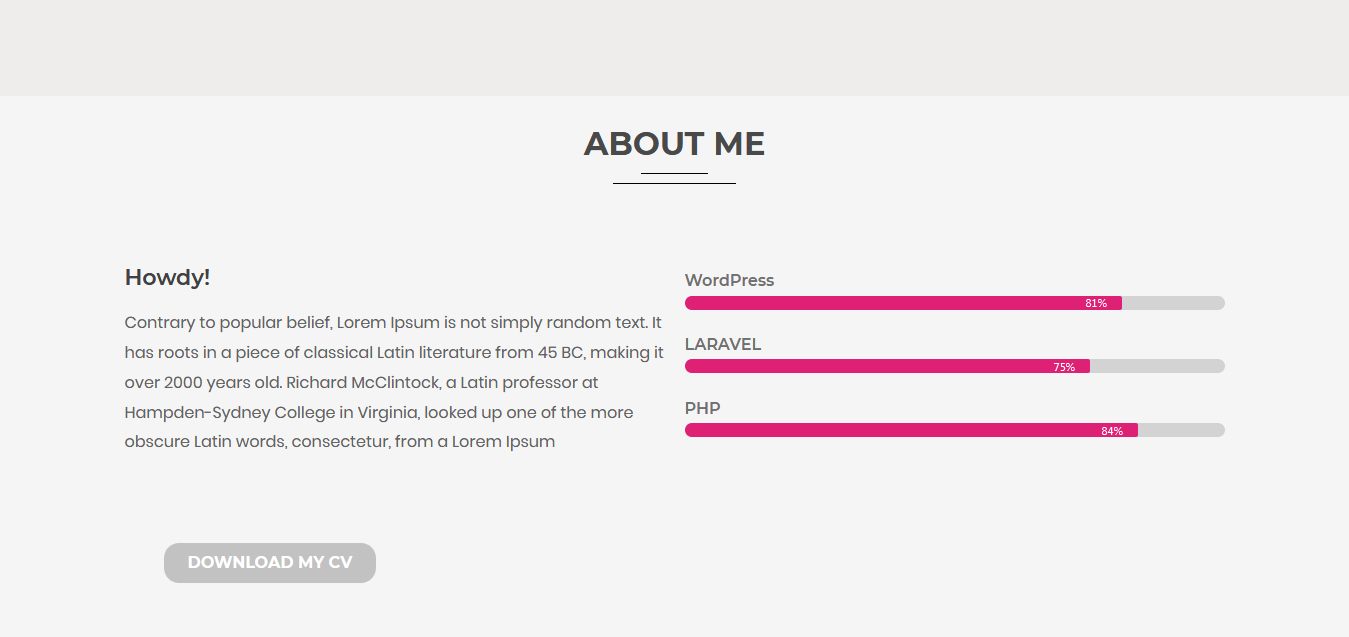 ABOUT ME
Howdy!
Contrary to popular belief, Lorem Ipsum is not simply random text. It
has roots in a piece of classical Latin literature from 45 BC, making it
over 2000 years old. Richard McClintock, a Latin professor at
Hampden-Sydney College in Virginia, looked up one of the more
obscure Latin words, consectetur, from a Lorem Ipsum
DOWNLOAD MY CV
WordPress
81%
LARAVEL
75%
PHP
84%